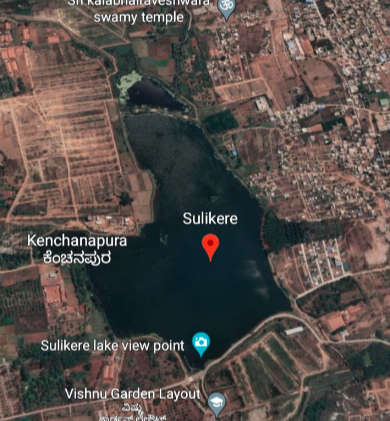 Sri kalabhairaveshwara
swamy temple
Sulikere
Kenchanapura
ಕೆಂಚನಪುರ
Sulikere lake view point
Vishnu Garden Layout
ವಿಷ್ಣು